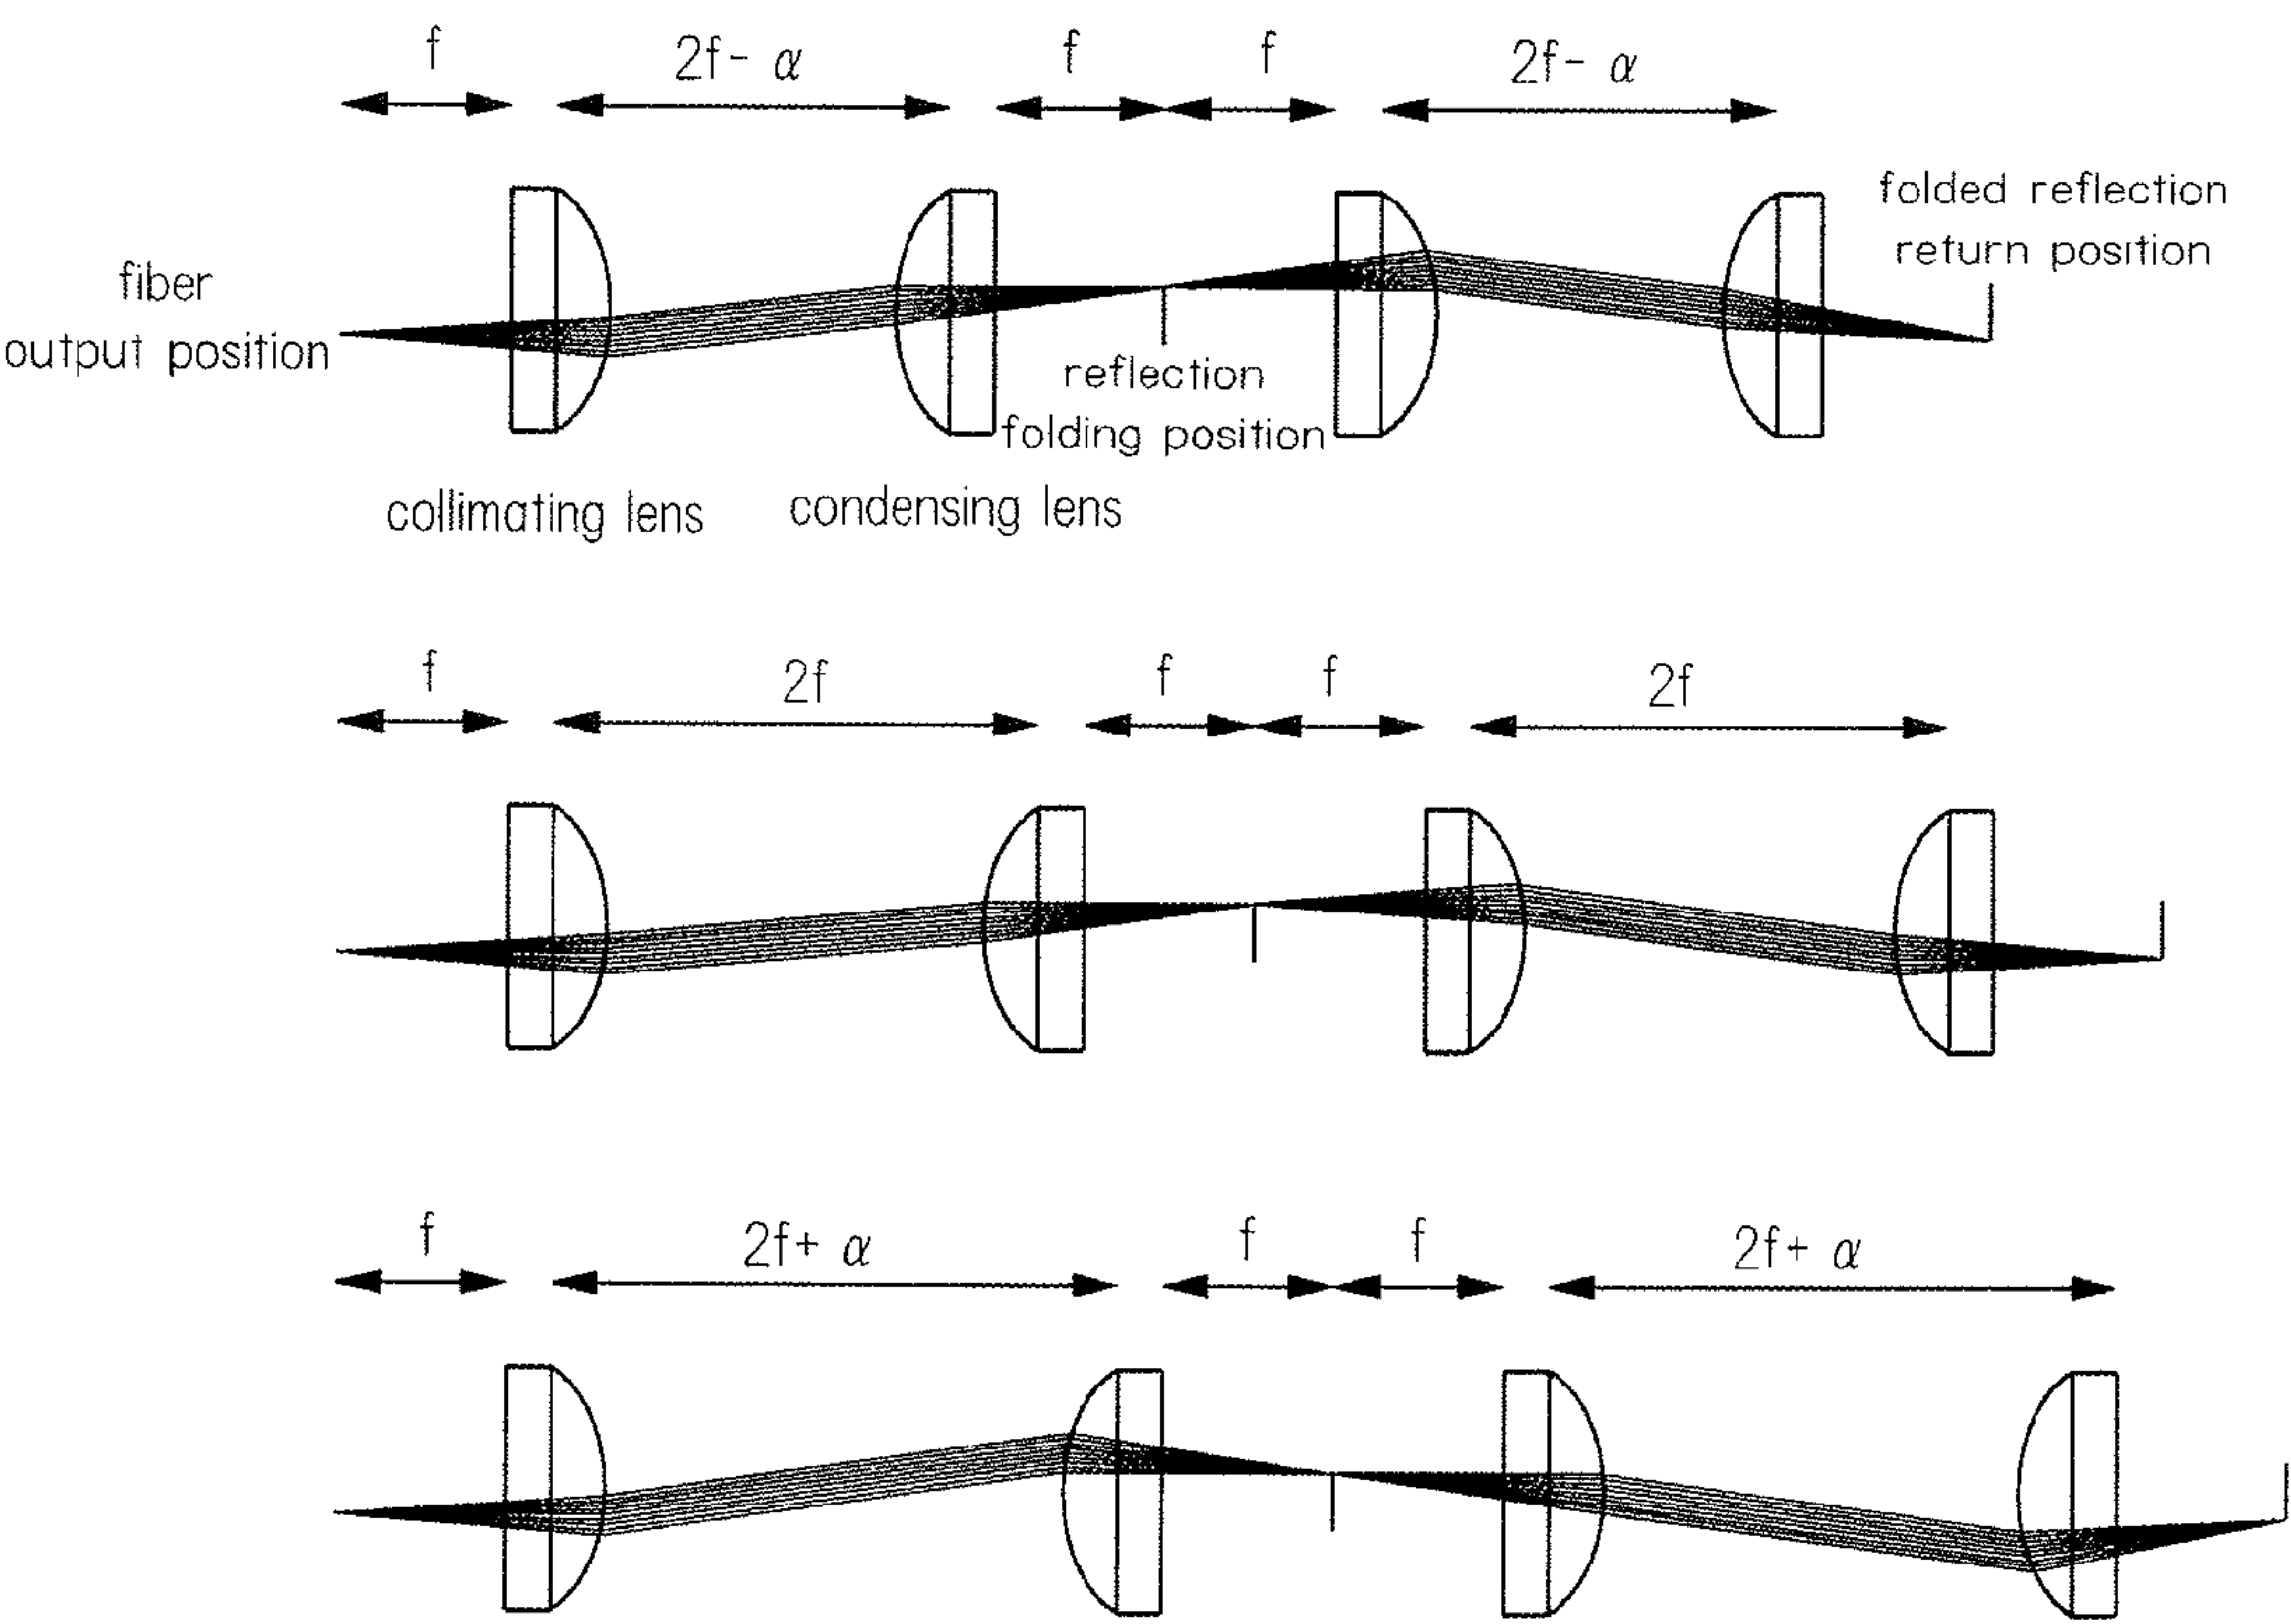 f 2f- α f f 2f- α
folded reflection
return position
fiber
output position
reflection
folding position
collimating lens condensing lens
f 2f f f 2f
f 2f+ α f f 2f+ α